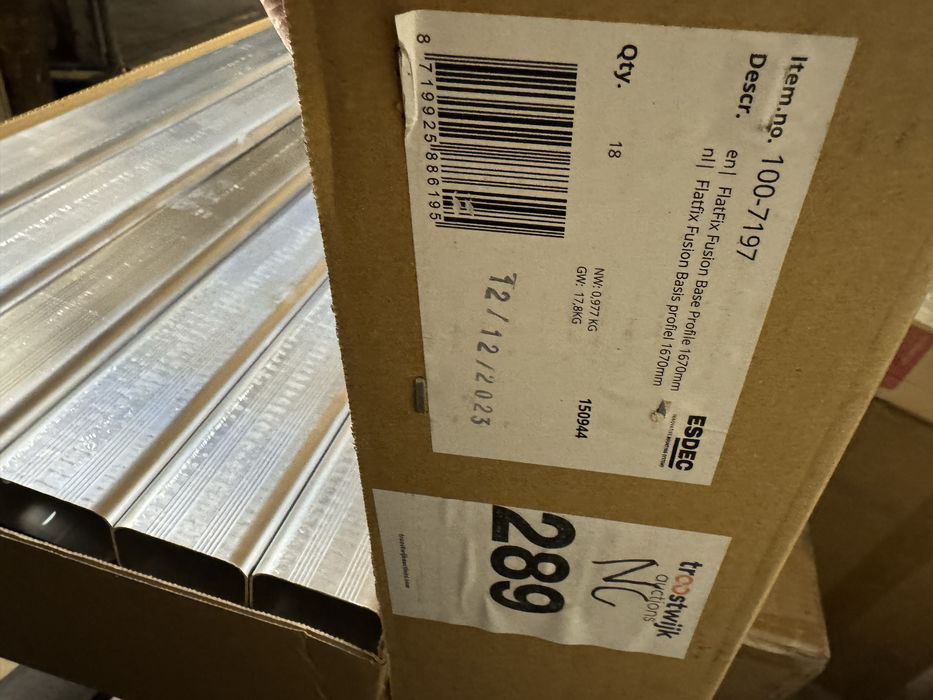 Item.no. 100-7197
Descr. en| FlatFix Fusion Base Profile 1670mm
nl| Flatfix Fusion Basis profiel 1670mm
ESDEC
Qty. 18
NW: 0,977 KG
GW: 17,8KG
150944
8 719925 886195
12/12/2023
troostwijk
auctions
NC
289